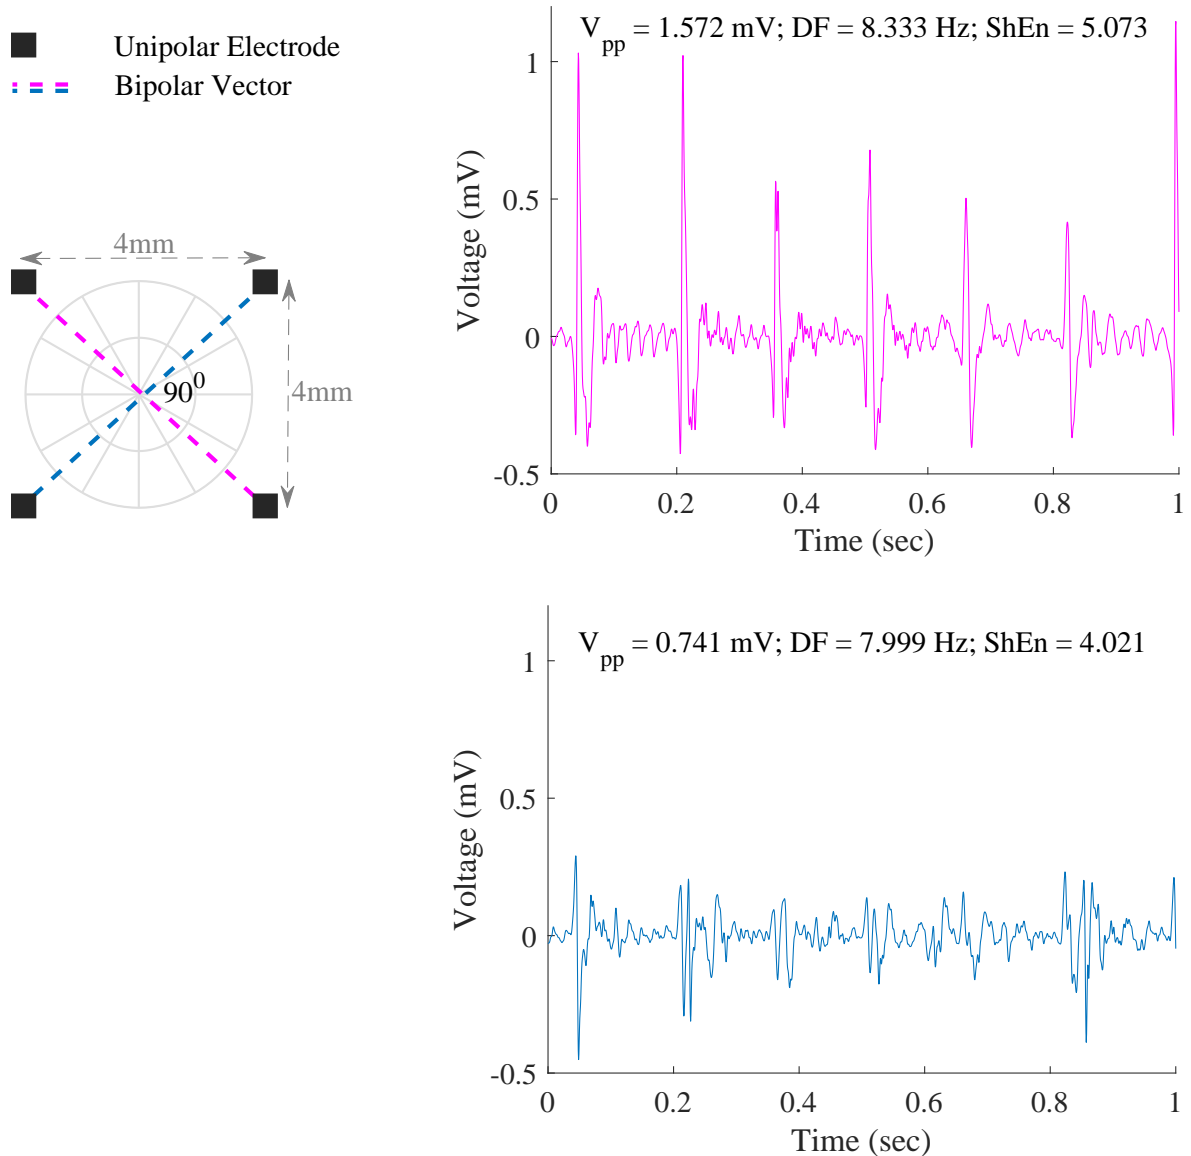 Unipolar Electrode
Bipolar Vector
4mm
4mm
90⁰
V_pp = 1.572 mV; DF = 8.333 Hz; ShEn = 5.073
Voltage (mV)
1
0.5
0
-0.5
0 0.2 0.4 0.6 0.8 1
Time (sec)
V_pp = 0.741 mV; DF = 7.999 Hz; ShEn = 4.021
Voltage (mV)
1
0.5
0
-0.5
0 0.2 0.4 0.6 0.8 1
Time (sec)